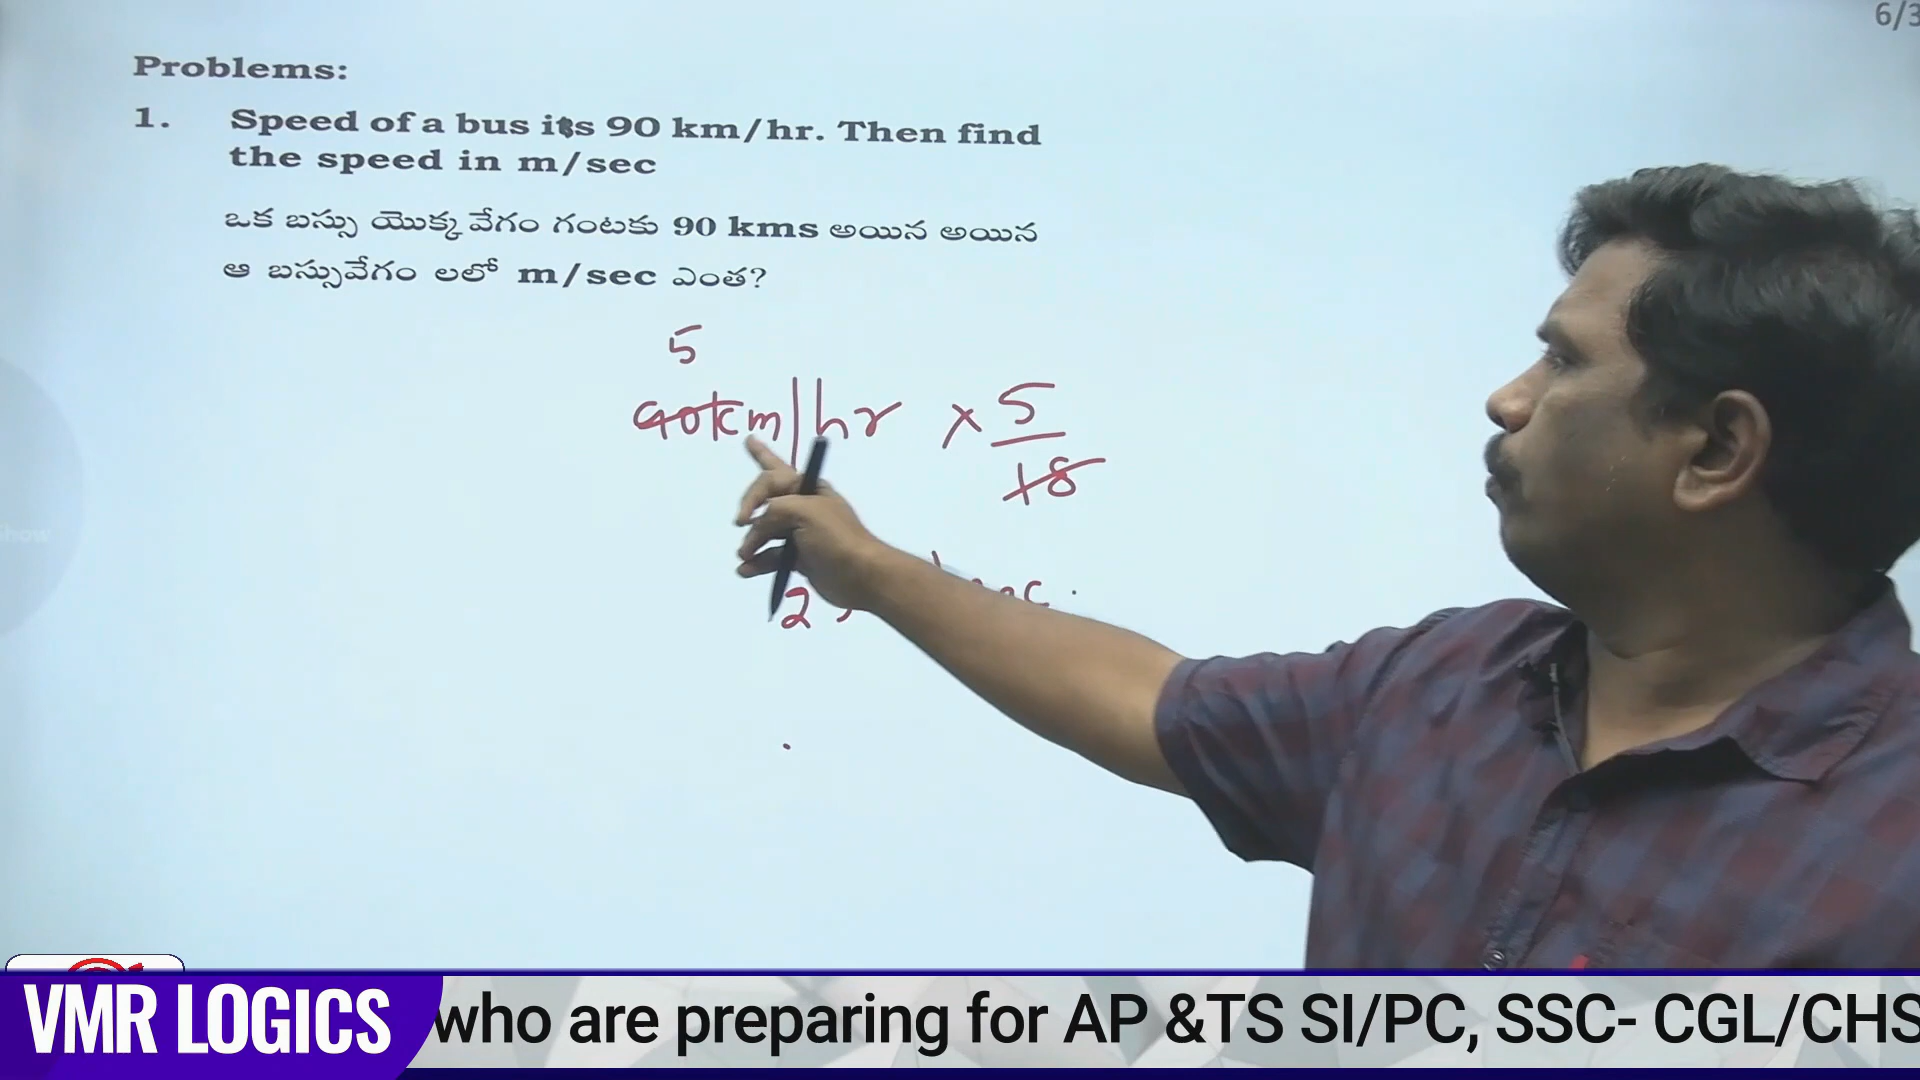 6/3
Problems:
1. Speed of a bus its 90 km/hr. Then find
the speed in m/sec
ఒక బస్సు యొక్క వేగం గంటకు 90 kms అయిన అయిన
ఆ బస్సువేగం లలో m/sec ఎంత?
5
90km/hr × 5
18
2
VMR LOGICS
who are preparing for AP &TS SI/PC, SSC- CGL/CHS